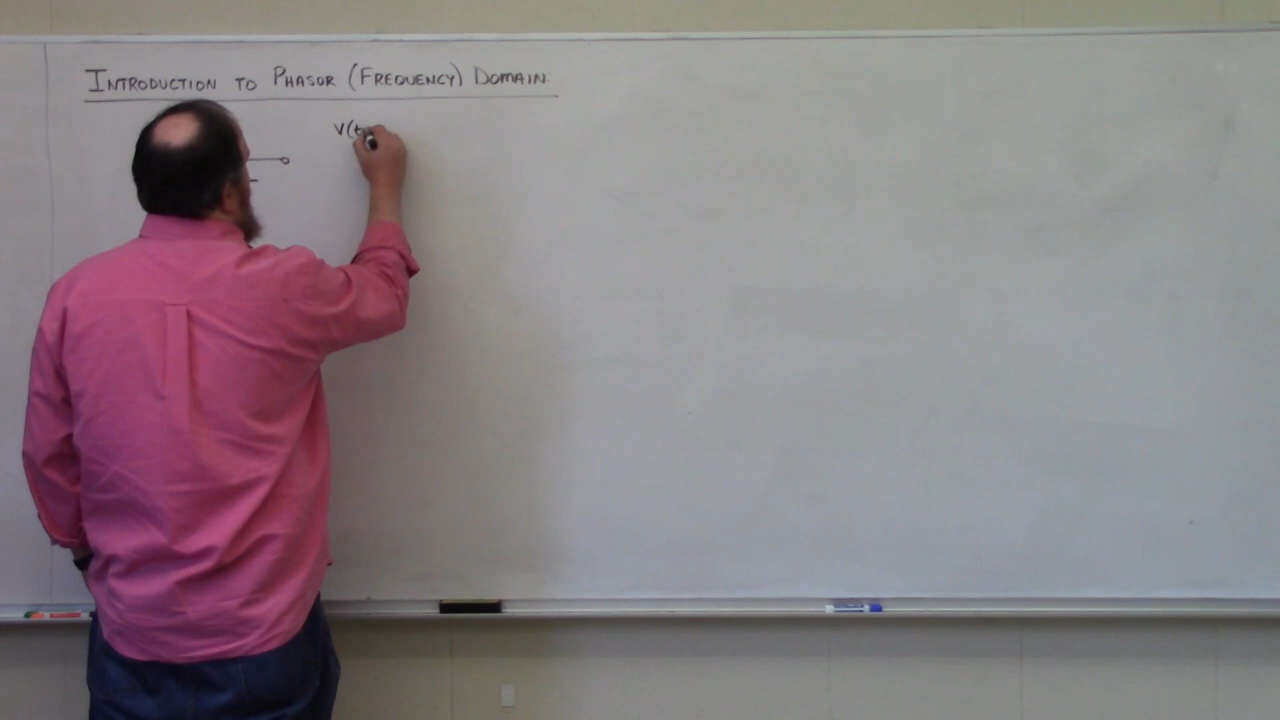 INTRODUCTION TO PHASOR (FREQUENCY) DOMAIN:
V(t